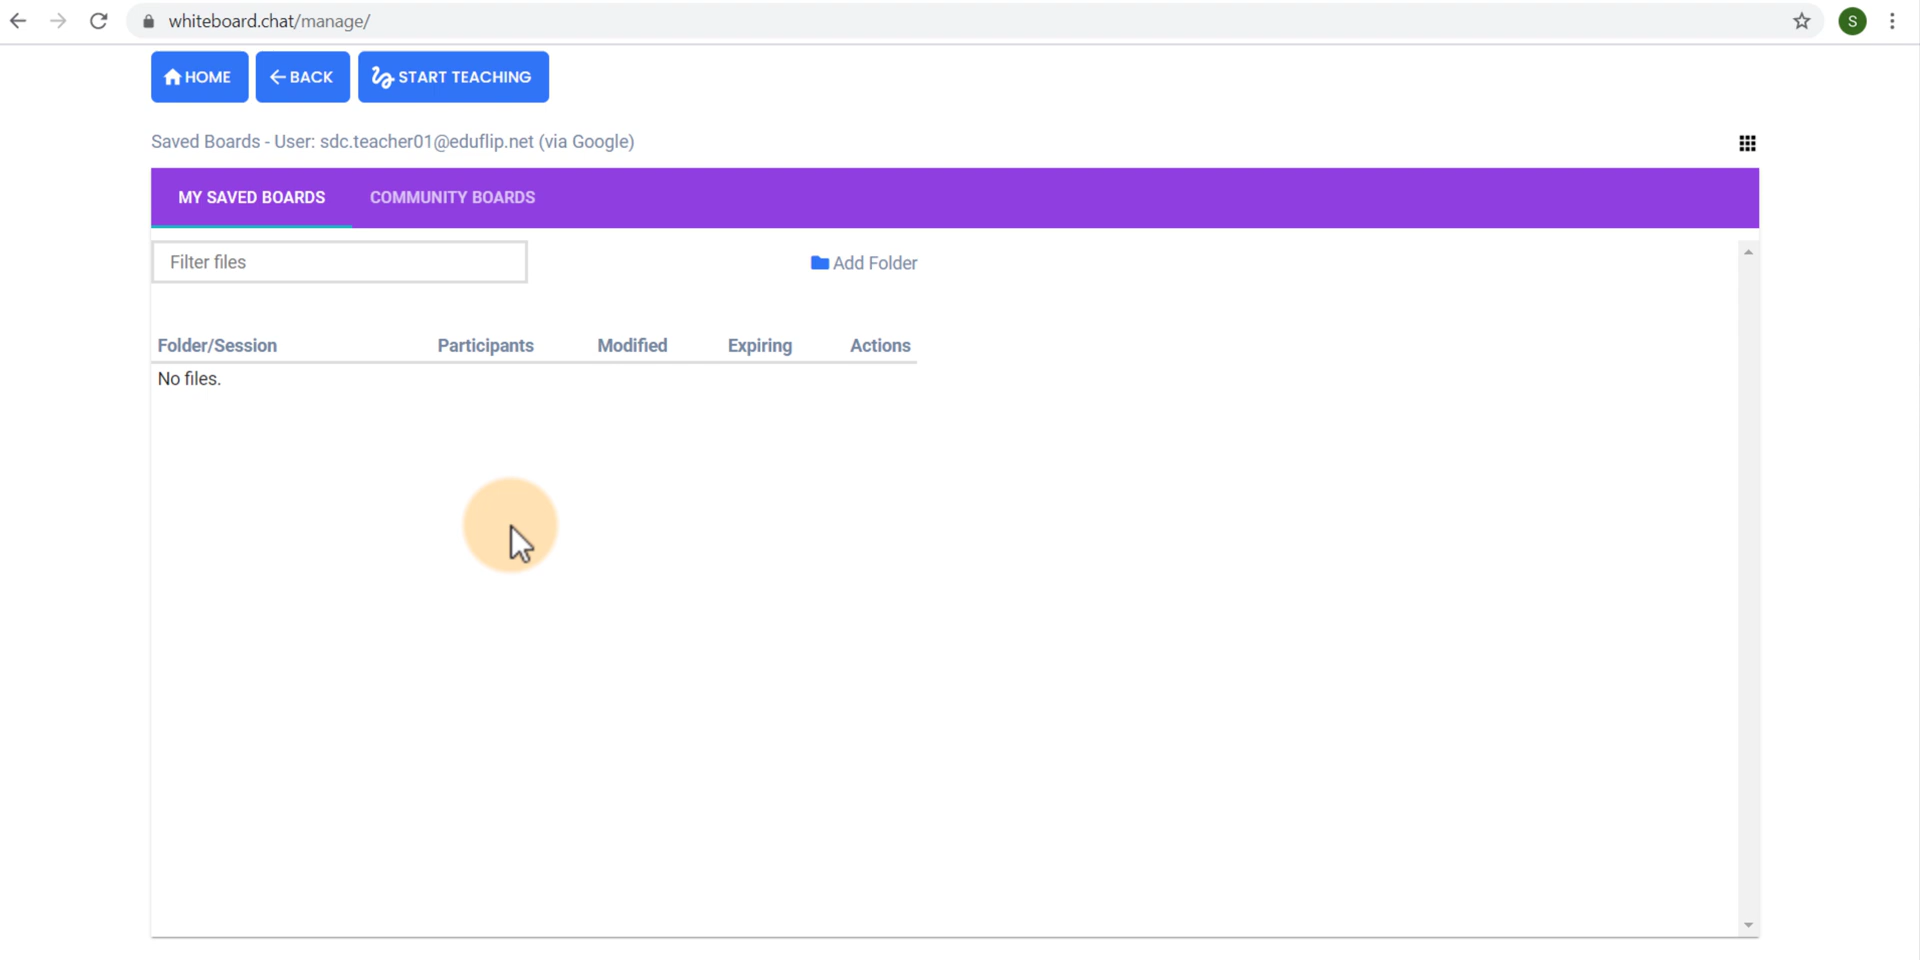 whiteboard.chat/manage/
S
HOME
BACK
START TEACHING
Saved Boards - User: sdc.teacher01@eduflip.net (via Google)
MY SAVED BOARDS
COMMUNITY BOARDS
Filter files
Add Folder
Folder/Session Participants Modified Expiring Actions
No files.